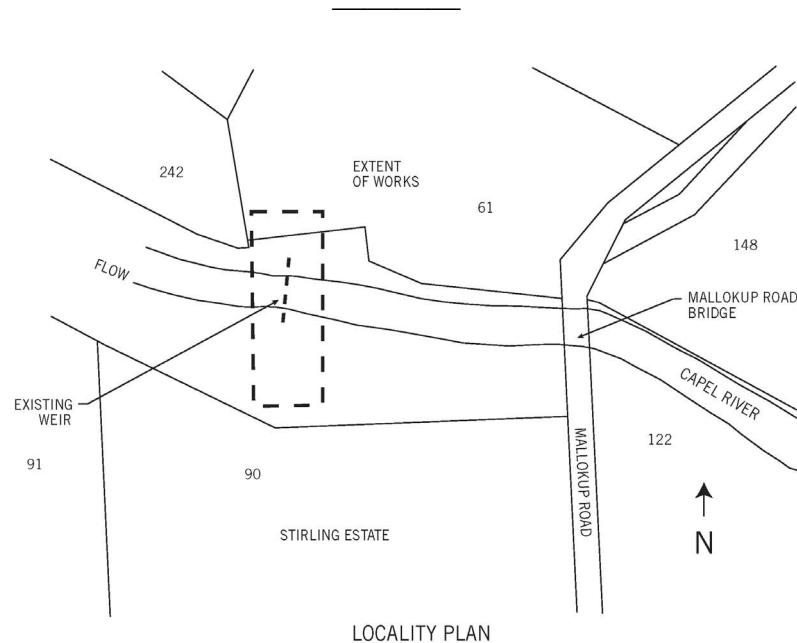 242
EXTENT
OF WORKS
61
148
FLOW
MALLOKUP ROAD
BRIDGE
CAPEL RIVER
EXISTING
WEIR
122
91
90
MALLOKUP ROAD
STIRLING ESTATE
N
LOCALITY PLAN